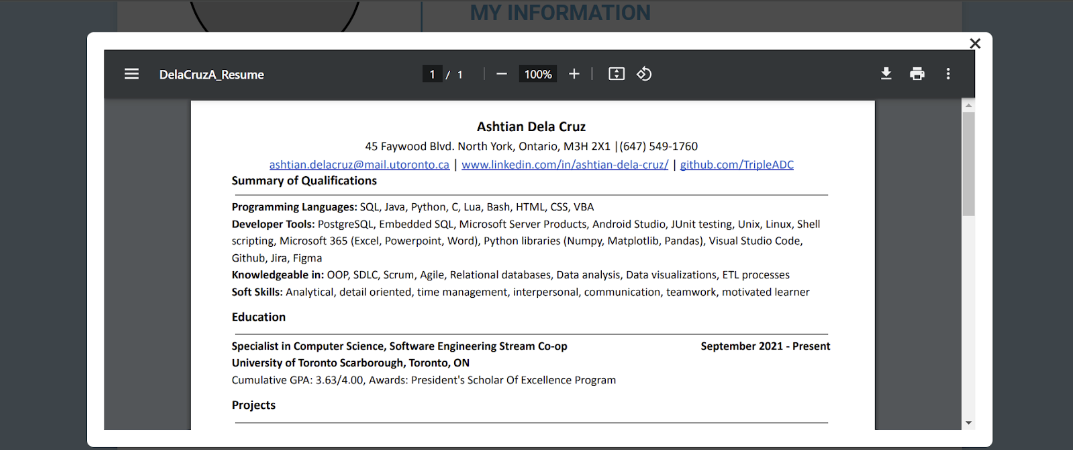 MY INFORMATION
DelaCruzA_Resume
1 / 1
100%
Ashtian Dela Cruz
45 Faywood Blvd. North York, Ontario, M3H 2X1 |(647) 549-1760
ashtian.delacruz@mail.utoronto.ca | www.linkedin.com/in/ashtian-dela-cruz/ | github.com/TripleADC
Summary of Qualifications
Programming Languages: SQL, Java, Python, C, Lua, Bash, HTML, CSS, VBA
Developer Tools: PostgreSQL, Embedded SQL, Microsoft Server Products, Android Studio, JUnit testing, Unix, Linux, Shell
scripting, Microsoft 365 (Excel, Powerpoint, Word), Python libraries (Numpy, Matplotlib, Pandas), Visual Studio Code,
Github, Jira, Figma
Knowledgeable in: OOP, SDLC, Scrum, Agile, Relational databases, Data analysis, Data visualizations, ETL processes
Soft Skills: Analytical, detail oriented, time management, interpersonal, communication, teamwork, motivated learner
Education
Specialist in Computer Science, Software Engineering Stream Co-op September 2021 - Present
University of Toronto Scarborough, Toronto, ON
Cumulative GPA: 3.63/4.00, Awards: President's Scholar Of Excellence Program
Projects